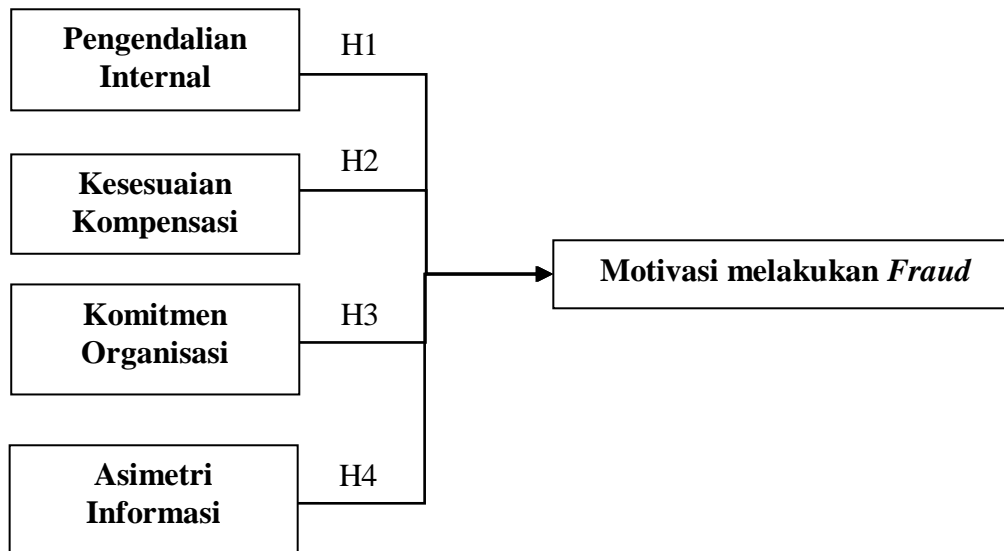 Pengendalian
Internal
H1
Kesesuaian
Kompensasi
H2
Komitmen
Organisasi
H3
Asimetri
Informasi
H4
Motivasi melakukan Fraud